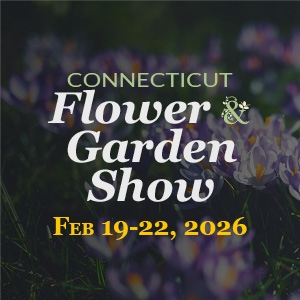 CONNECTICUT
Flower &
Garden
Show
FEB 19-22, 2026